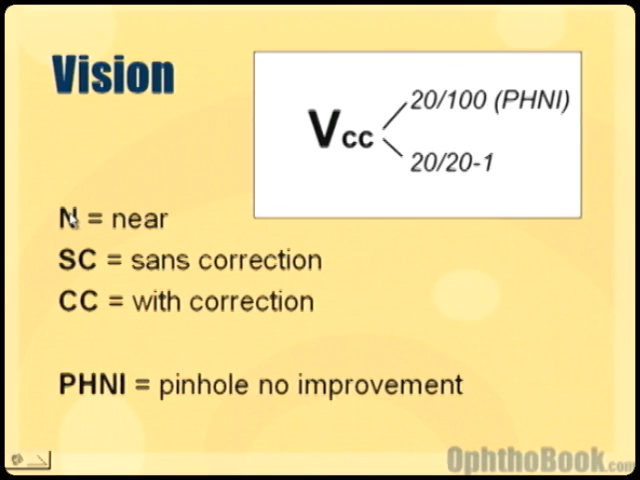 Vision
Vcc
20/100 (PHNI)
20/20-1
N = near
SC = sans correction
CC = with correction
PHNI = pinhole no improvement
OphthoBook.com